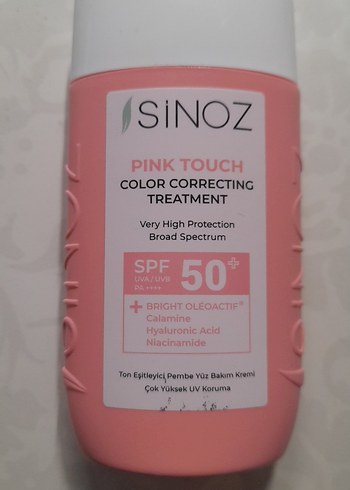 SiNOZ
PINK TOUCH
COLOR CORRECTING
TREATMENT
Very High Protection
Broad Spectrum
SPF 50+
UVA / UVB
PA ++++
+ BRIGHT OLÉOACTIF®
Calamine
Hyaluronic Acid
Niacinamide
Ton Eşitleyici Pembe Yüz Bakım Kremi
Çok Yüksek UV Koruma